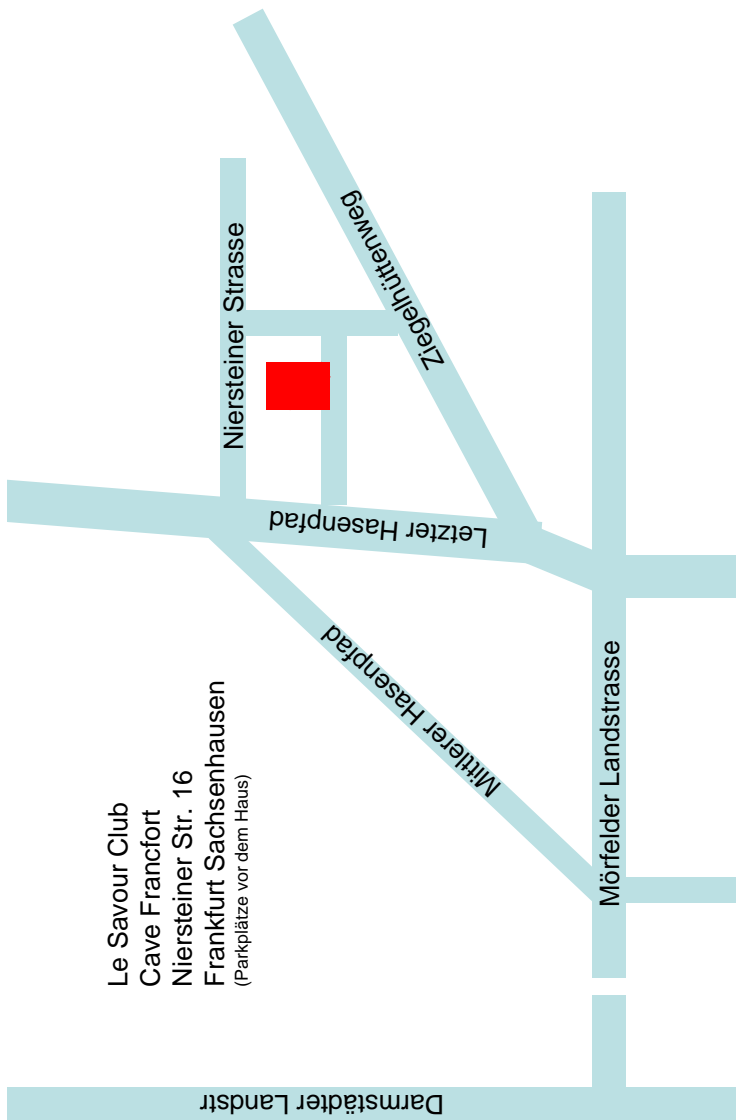 Le Savour Club
Cave Francfort
Niersteiner Str. 16
Frankfurt Sachsenhausen
(Parkplätze vor dem Haus)
Niersteiner Strasse
Ziegelhüttenweg
Letzter Hasenpfad
Mittlerer Hasenpfad
Mörfelder Landstrasse
Darmstädter Landstr